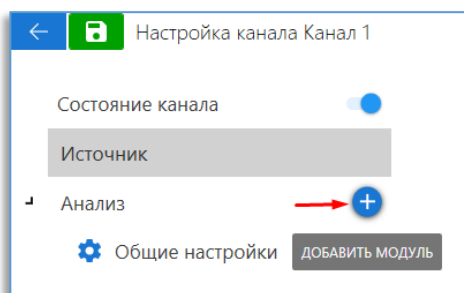 Настройка канала Канал 1
Состояние канала
Источник
Анализ
Общие настройки ДОБАВИТЬ МОДУЛЬ